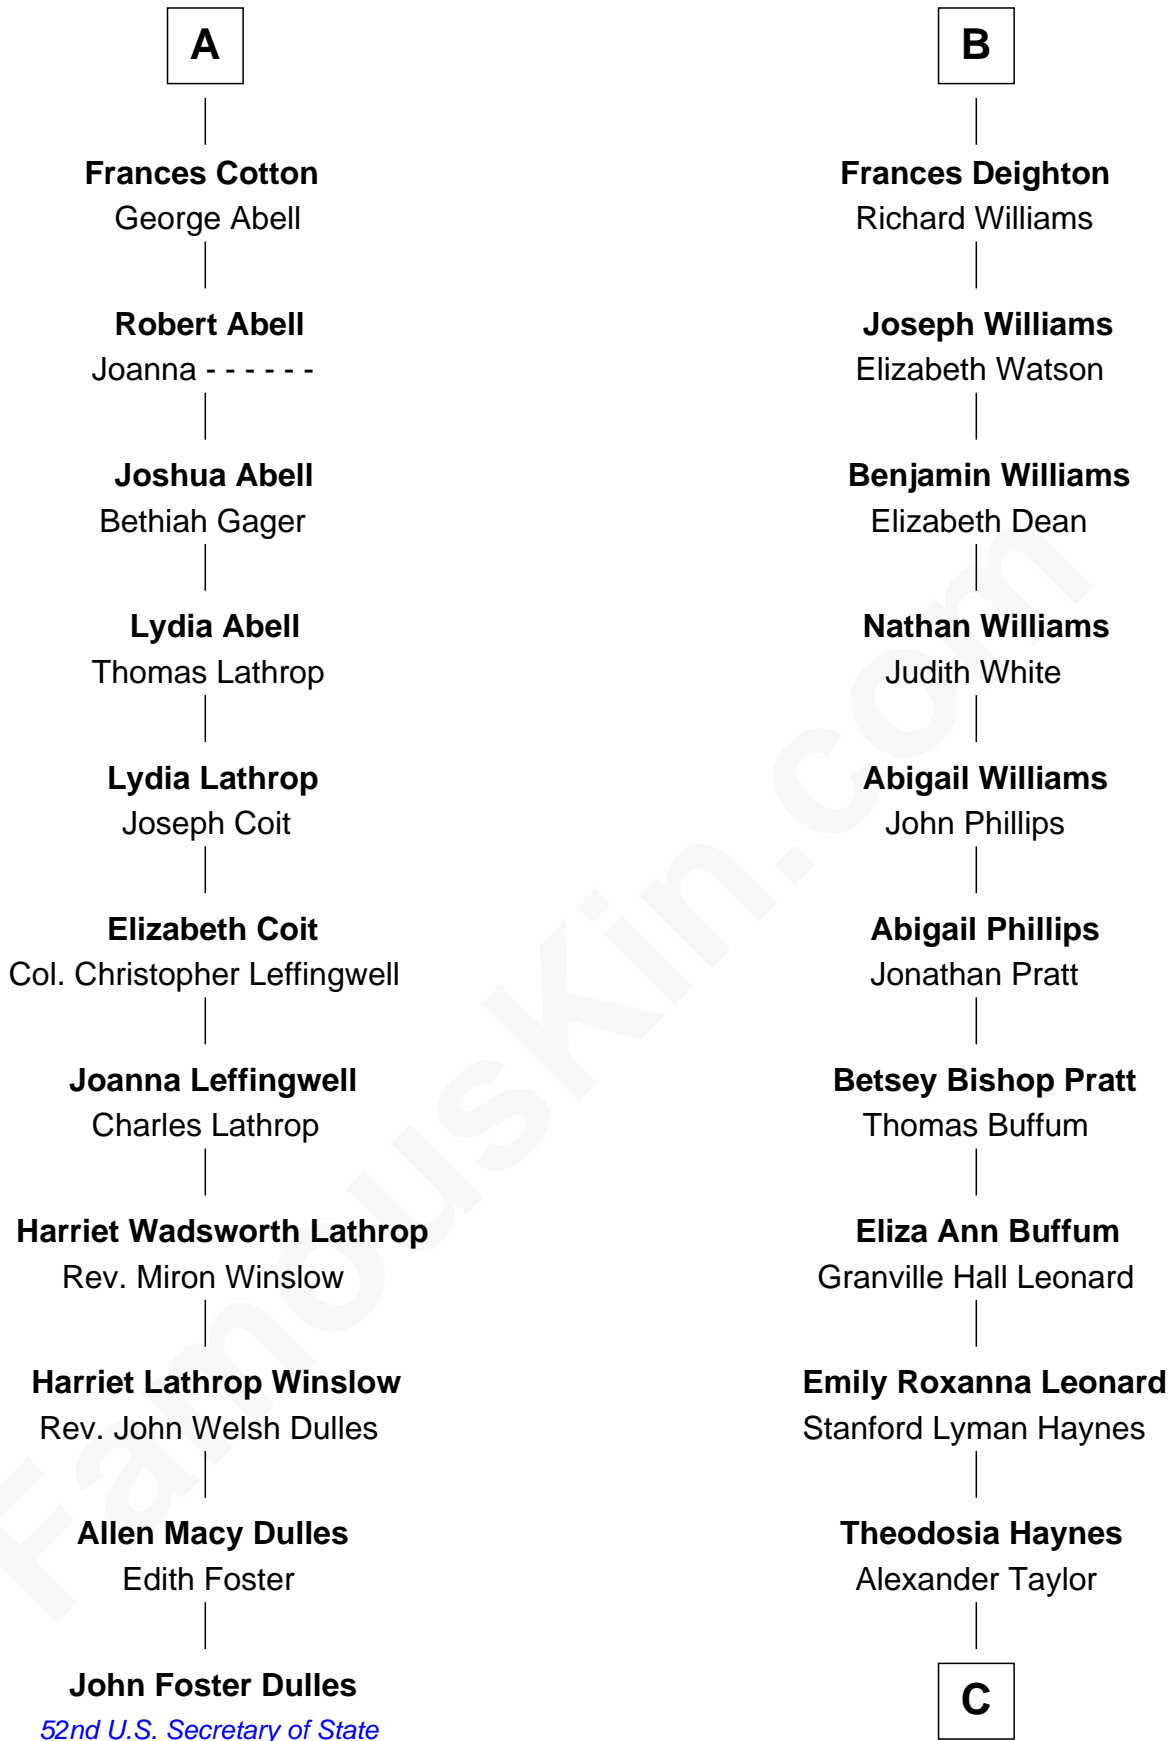 A
Frances Cotton
George Abell
Robert Abell
Joanna - - - - - -
Joshua Abell
Bethiah Gager
Lydia Abell
Thomas Lathrop
Lydia Lathrop
Joseph Coit
Elizabeth Coit
Col. Christopher Leffingwell
Joanna Leffingwell
Charles Lathrop
Harriet Wadsworth Lathrop
Rev. Miron Winslow
Harriet Lathrop Winslow
Rev. John Welsh Dulles
Allen Macy Dulles
Edith Foster
John Foster Dulles
52nd U.S. Secretary of State
B
Frances Deighton
Richard Williams
Joseph Williams
Elizabeth Watson
Benjamin Williams
Elizabeth Dean
Nathan Williams
Judith White
Abigail Williams
John Phillips
Abigail Phillips
Jonathan Pratt
Betsey Bishop Pratt
Thomas Buffum
Eliza Ann Buffum
Granville Hall Leonard
Emily Roxanna Leonard
Stanford Lyman Haynes
Theodosia Haynes
Alexander Taylor
C
FamousKin.com